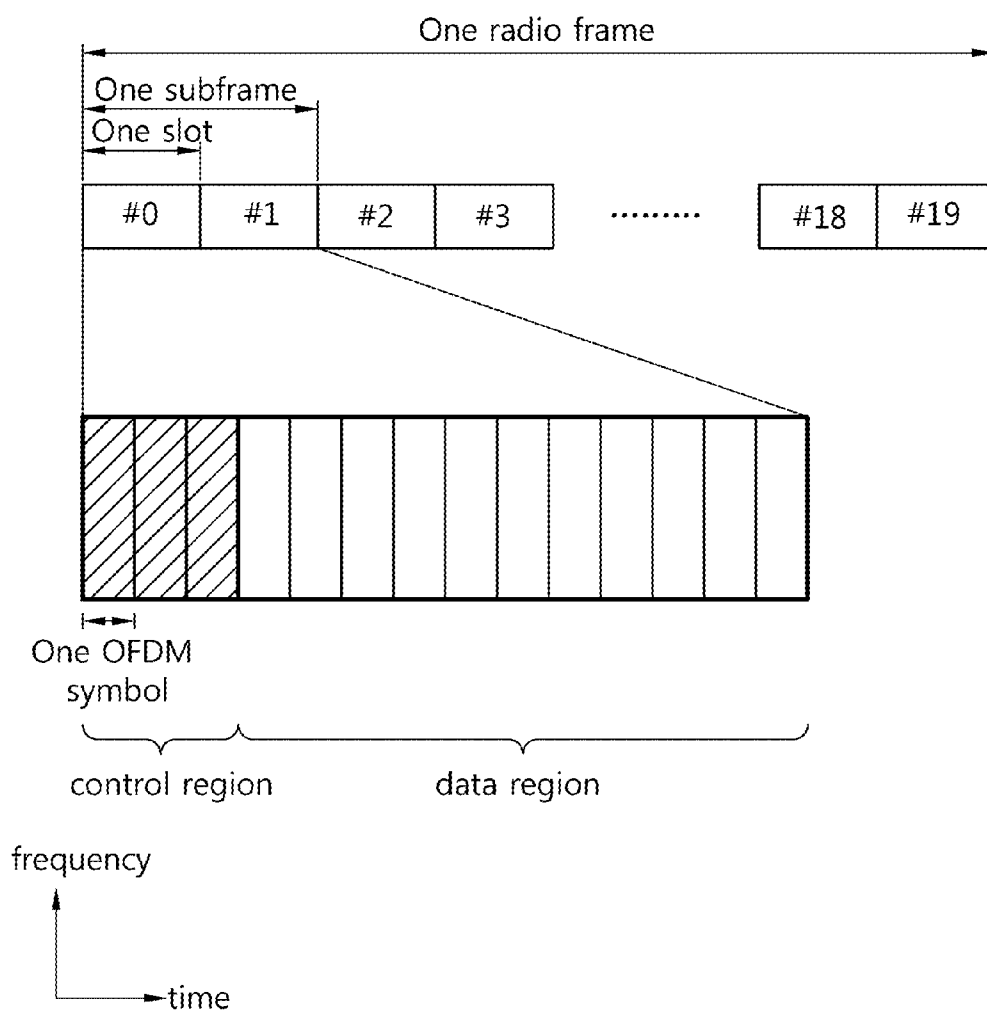 One radio frame
One subframe
One slot
#0 #1 #2 #3 ......... #18 #19
One OFDM
symbol
control region data region
frequency
time